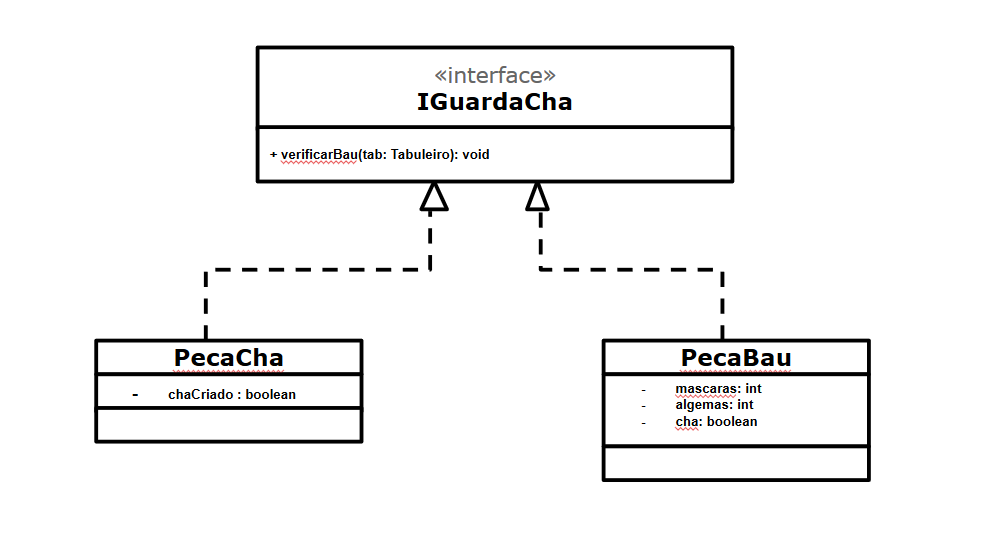 «interface»
IGuardaCha
+ verificarBau(tab: Tabuleiro): void
PecaCha
- chaCriado : boolean
PecaBau
- mascaras: int
- algemas: int
- cha: boolean